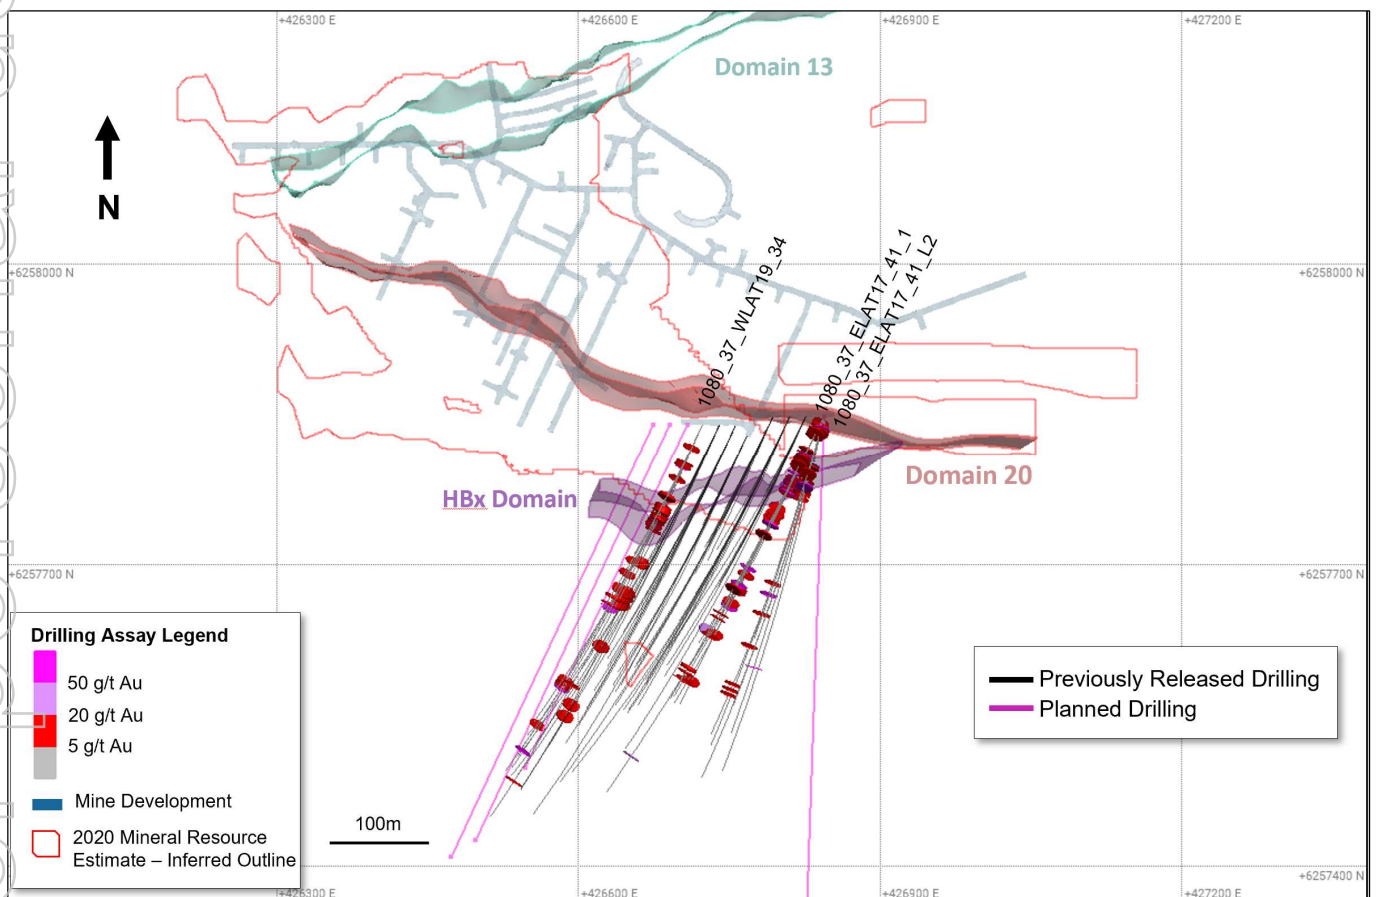 +426300 E
+426600 E
+426900 E
+427200 E
Domain 13
N
1080_37_WLAT19_34
1080_37_ELAT17_41_1
1080_37_ELAT17_41_L2
+6258000 N
+6258000 N
HBx Domain
Domain 20
+6257700 N
+6257700 N
Drilling Assay Legend
50 g/t Au
20 g/t Au
5 g/t Au
Mine Development
2020 Mineral Resource
Estimate – Inferred Outline
Previously Released Drilling
Planned Drilling
100m
+6257400 N
+426300 E
+426600 E
+426900 E
+427200 E